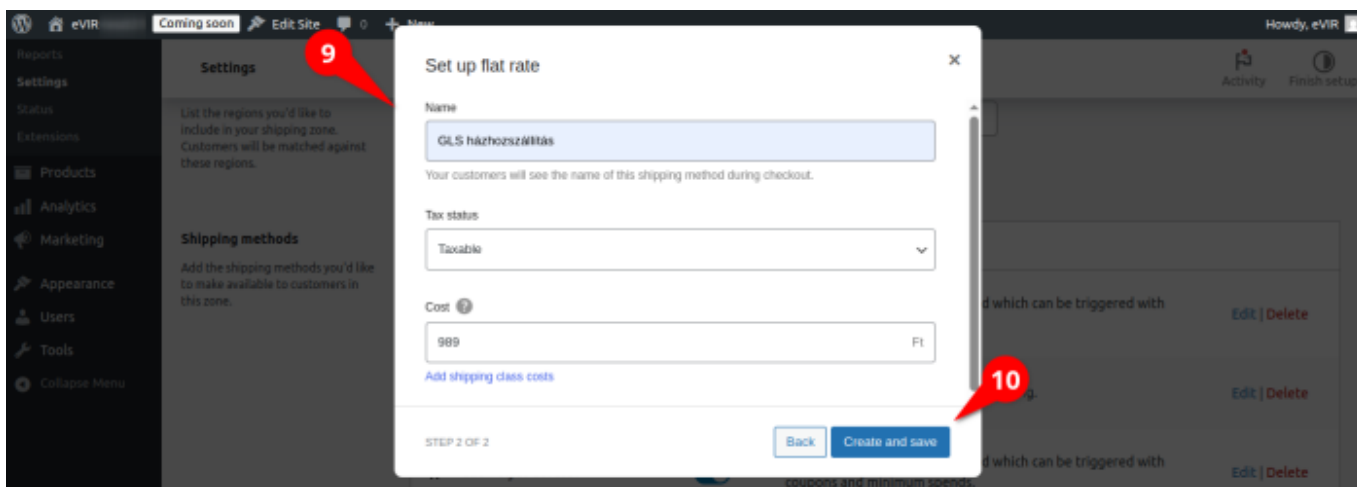 eVIR
Coming soon
Edit Site
0
New
Howdy, eVIR
Reports
Settings
Status
Extensions
Products
Analytics
Marketing
Appearance
Users
Tools
Collapse Menu
Settings
Activity
Finish setup
List the regions you'd like to
include in your shipping zone.
Customers will be matched against
these regions.
Shipping methods
Add the shipping methods you'd like
to make available to customers in
this zone.
9
Set up flat rate
×
Name
GLS házhozszállítás
Your customers will see the name of this shipping method during checkout.
Tax status
Taxable
Cost ?
989 Ft
Add shipping class costs
STEP 2 OF 2
Back
Create and save
10
which can be triggered with
Edit | Delete
Edit | Delete
which can be triggered with
coupons and minimum spends.
Edit | Delete